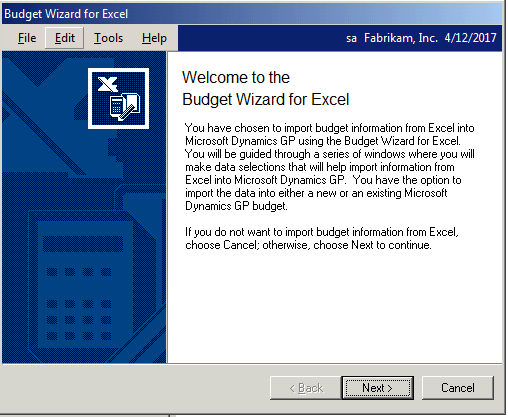 Budget Wizard for Excel
File Edit Tools Help sa Fabrikam, Inc. 4/12/2017
Welcome to the
Budget Wizard for Excel
You have chosen to import budget information from Excel into
Microsoft Dynamics GP using the Budget Wizard for Excel.
You will be guided through a series of windows where you will
make data selections that will help import information from
Excel into Microsoft Dynamics GP. You have the option to
import the data into either a new or an existing Microsoft
Dynamics GP budget.
If you do not want to import budget information from Excel,
choose Cancel; otherwise, choose Next to continue.
< Back Next > Cancel